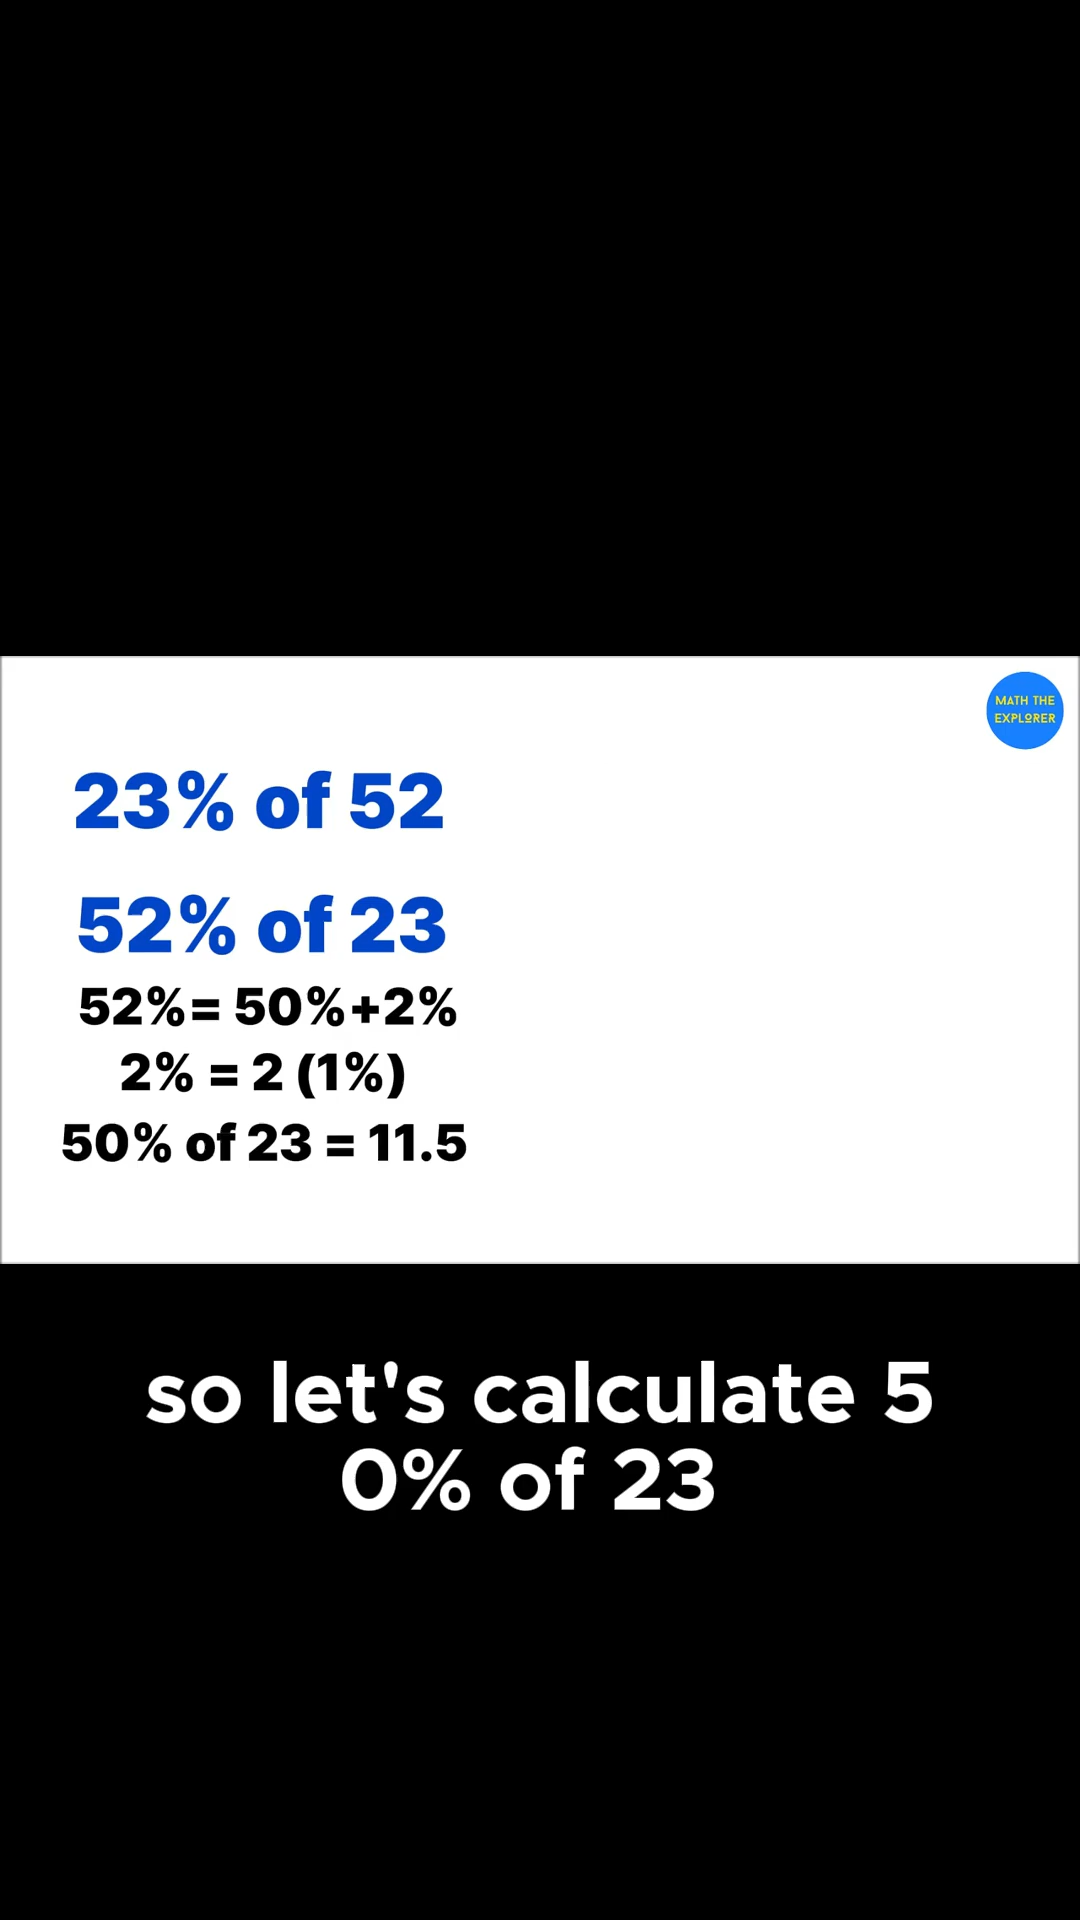 MATH THE
EXPLORER
23% of 52
52% of 23
52%= 50%+2%
2% = 2 (1%)
50% of 23 = 11.5
so let's calculate 5
0% of 23